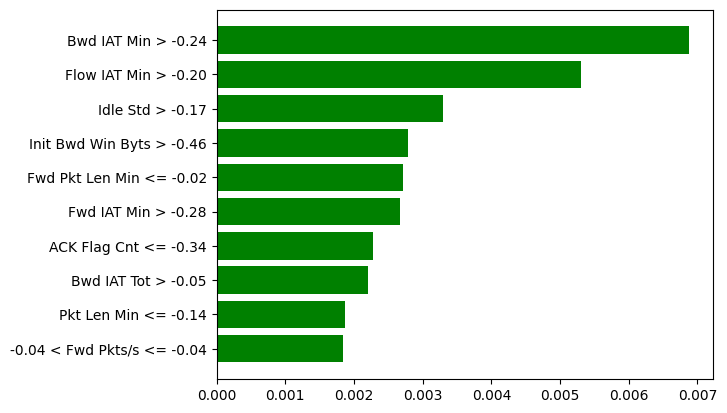 Bwd IAT Min > -0.24
Flow IAT Min > -0.20
Idle Std > -0.17
Init Bwd Win Byts > -0.46
Fwd Pkt Len Min <= -0.02
Fwd IAT Min > -0.28
ACK Flag Cnt <= -0.34
Bwd IAT Tot > -0.05
Pkt Len Min <= -0.14
-0.04 < Fwd Pkts/s <= -0.04
0.000 0.001 0.002 0.003 0.004 0.005 0.006 0.007